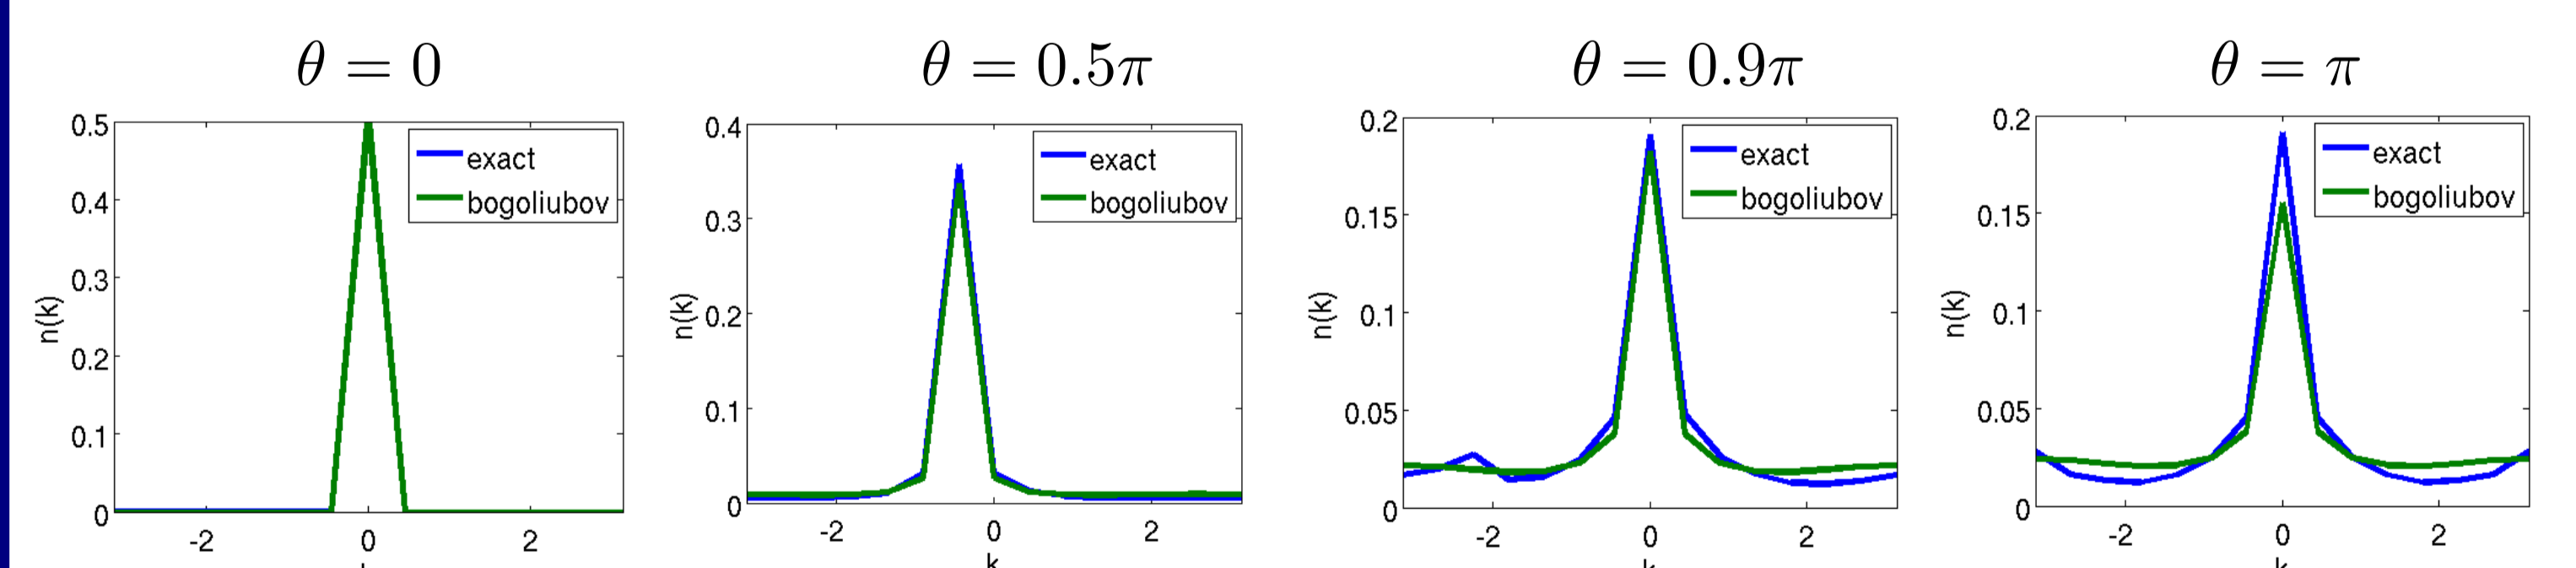 θ = 0
0.5
0.4
0.3
0.2
0.1
0
-2
0
2
n(k)
exact
bogoliubov
θ = 0.5π
0.4
0.3
0.2
0.1
0
-2
0
2
n(k)
k
exact
bogoliubov
θ = 0.9π
0.2
0.15
0.1
0.05
0
-2
0
2
n(k)
exact
bogoliubov
θ = π
0.2
0.15
0.1
0.05
0
-2
0
2
n(k)
exact
bogoliubov